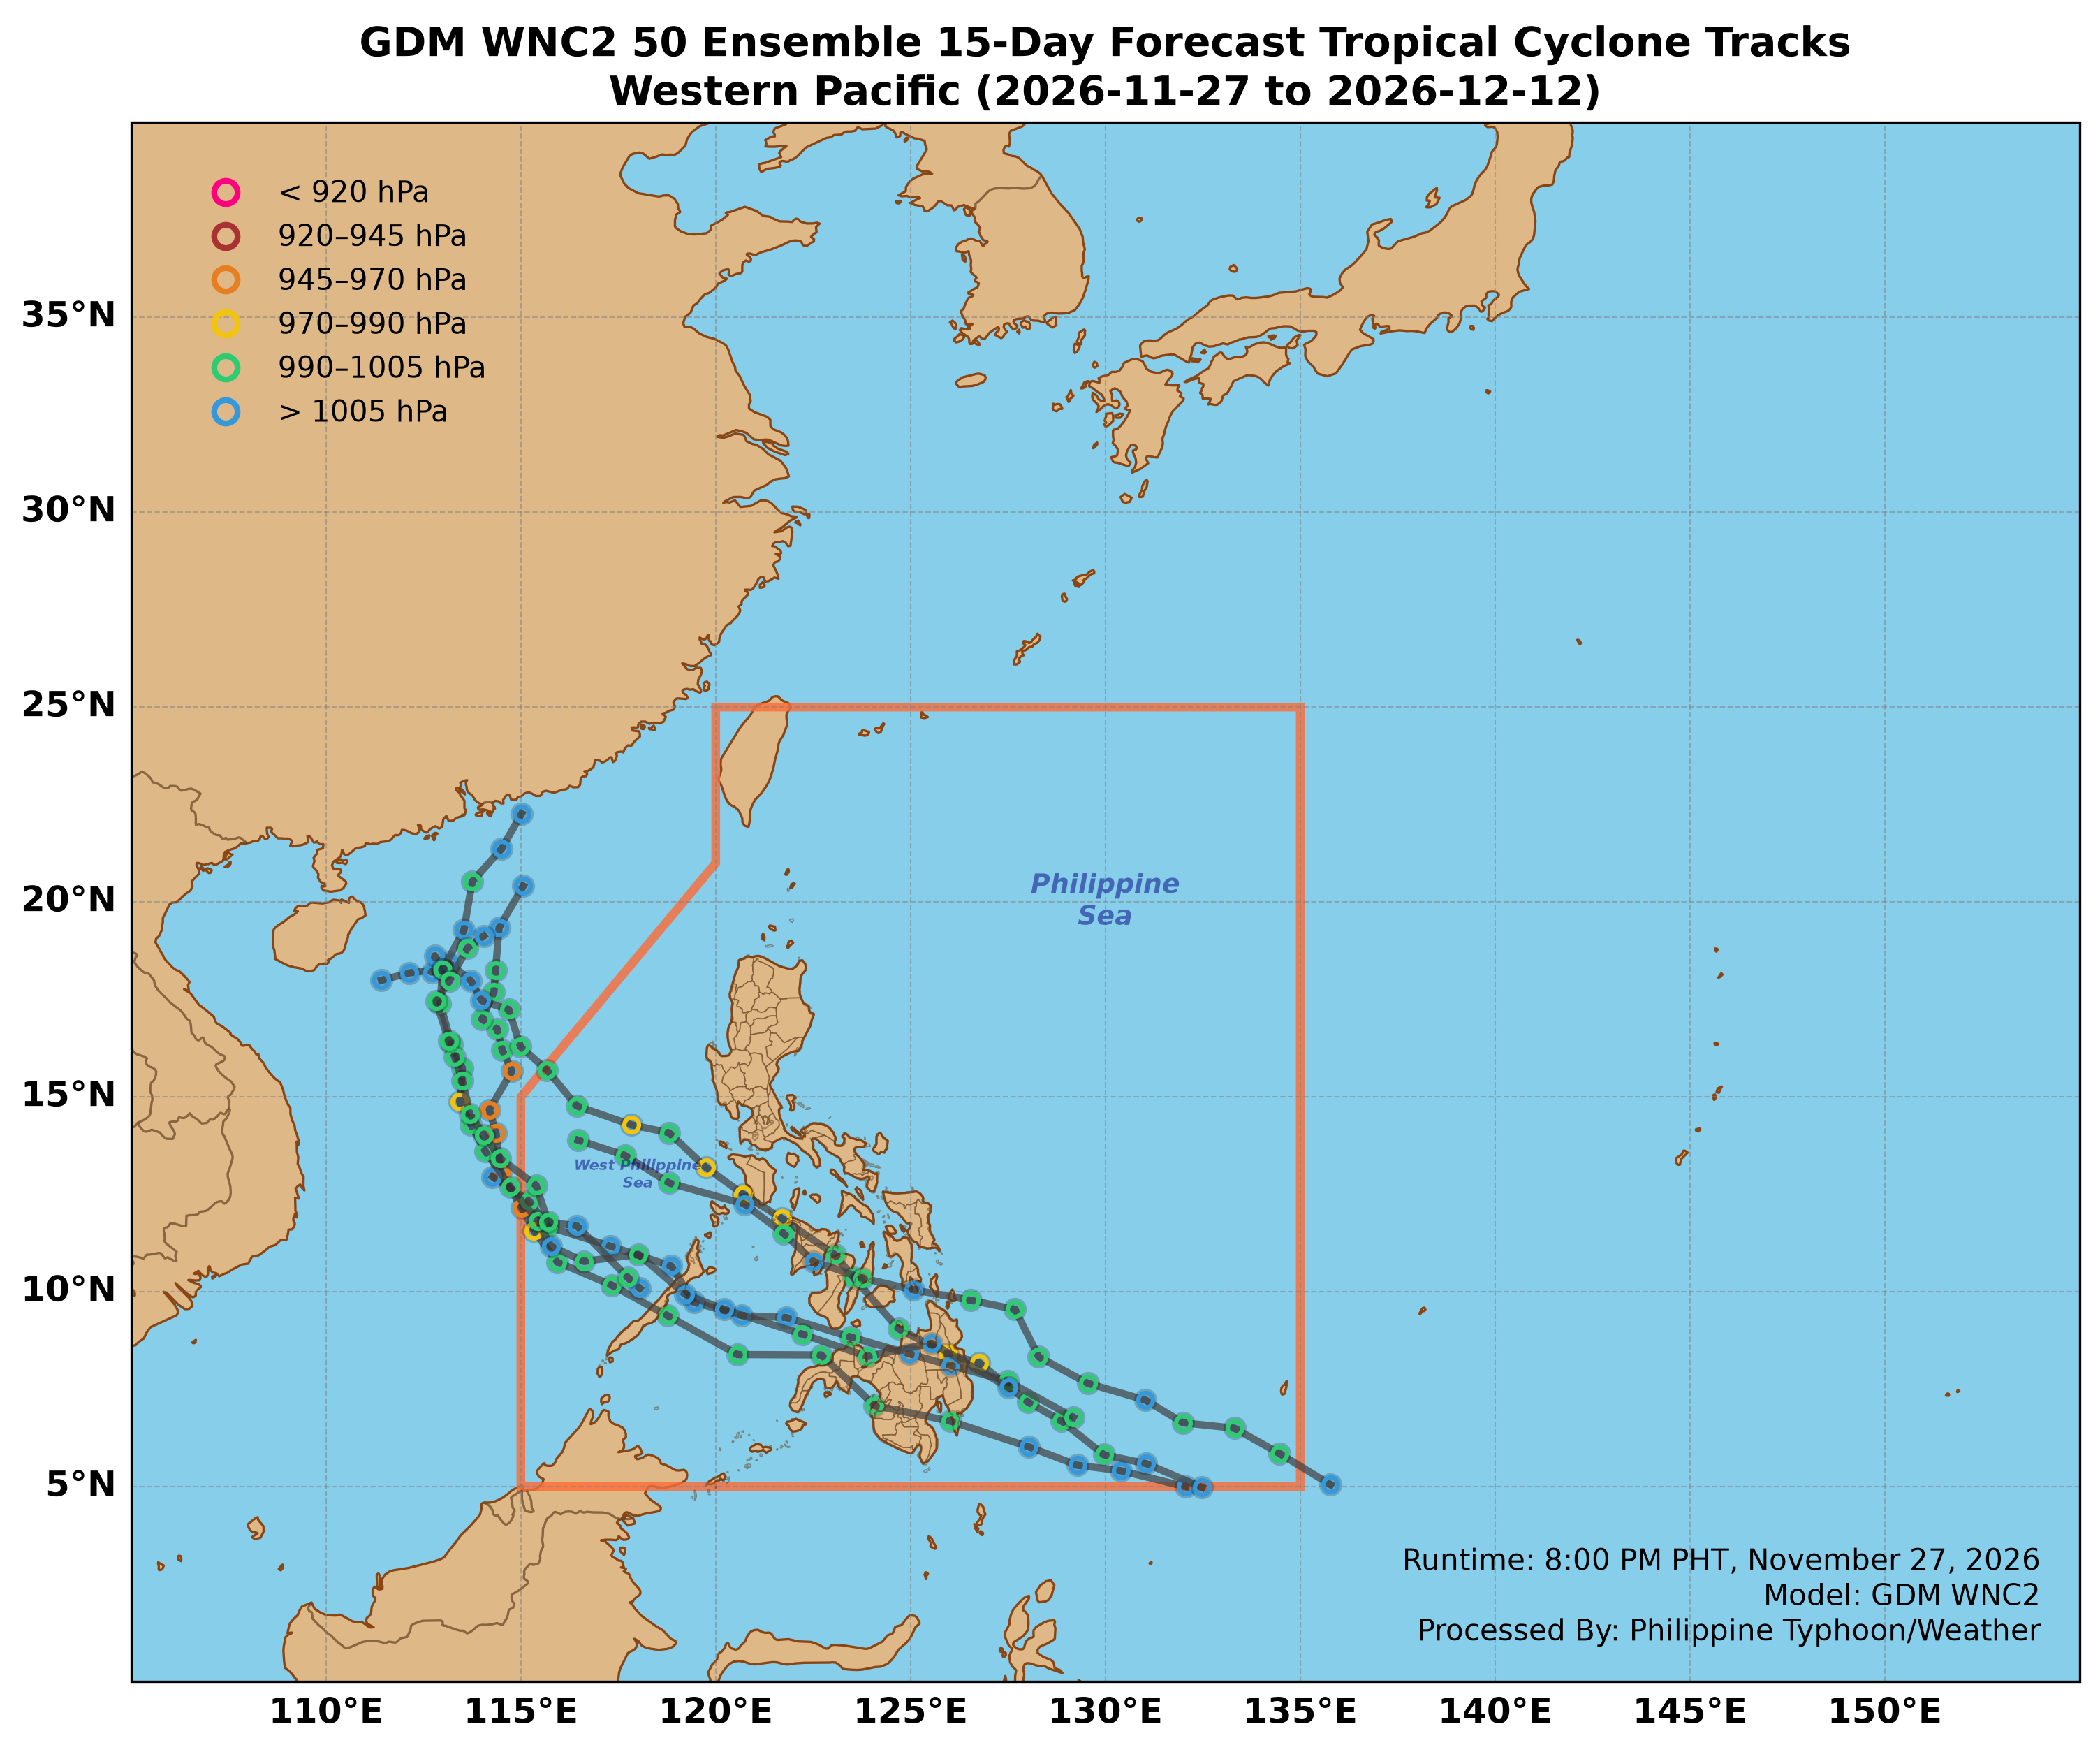 GDM WNC2 50 Ensemble 15-Day Forecast Tropical Cyclone Tracks
Western Pacific (2026-11-27 to 2026-12-12)
< 920 hPa
920–945 hPa
945–970 hPa
970–990 hPa
990–1005 hPa
> 1005 hPa
35°N
30°N
25°N
20°N
15°N
10°N
5°N
Philippine
Sea
West Philippine
Sea
Runtime: 8:00 PM PHT, November 27, 2026
Model: GDM WNC2
Processed By: Philippine Typhoon/Weather
110°E 115°E 120°E 125°E 130°E 135°E 140°E 145°E 150°E